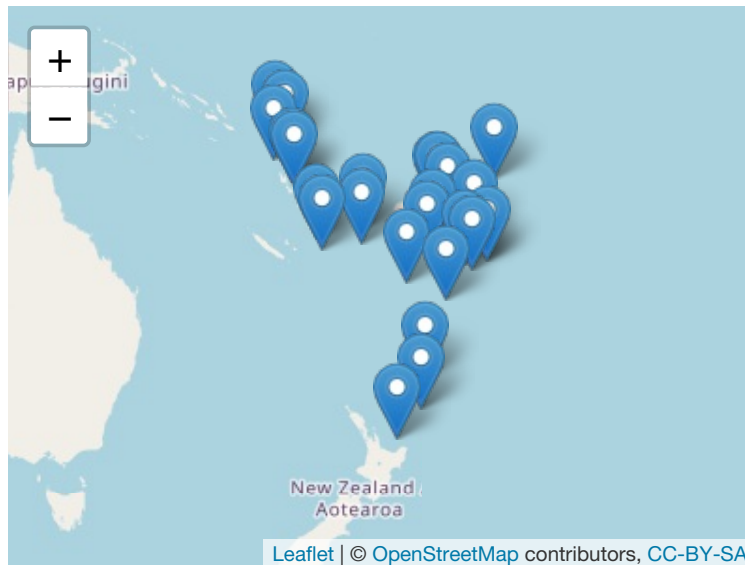 +
−
New Zealand
Aotearoa
Leaflet | © OpenStreetMap contributors, CC-BY-SA